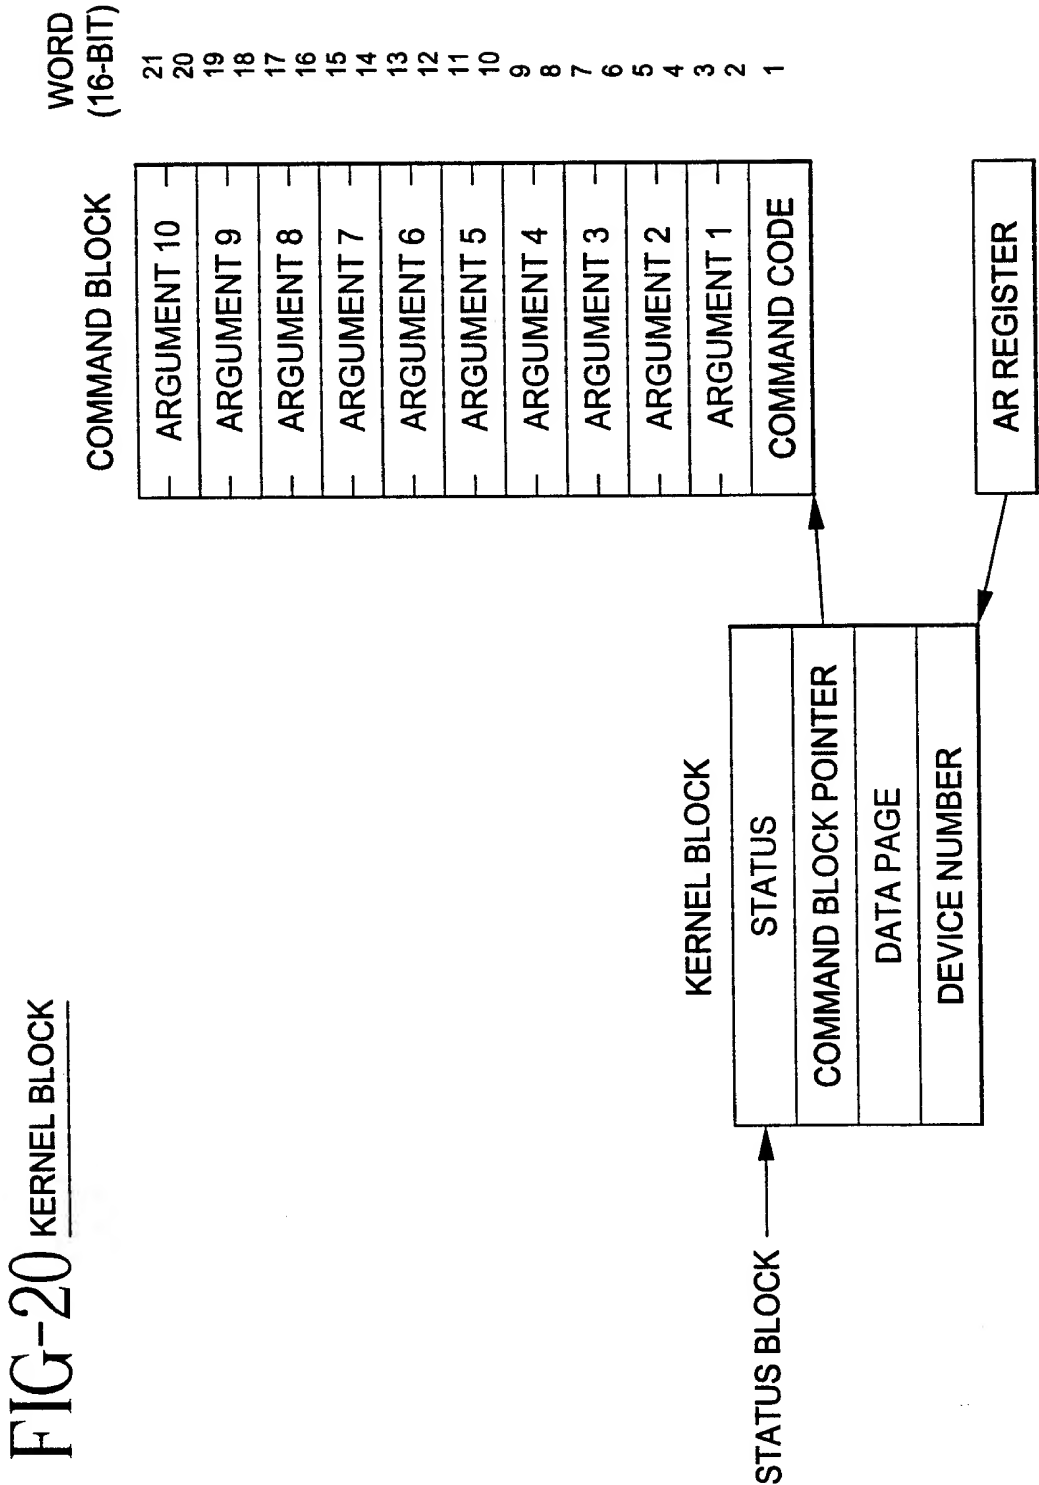 FIG-20 KERNEL BLOCK
COMMAND BLOCK
WORD
(16-BIT)
ARGUMENT 10
21
20
ARGUMENT 9
19
18
ARGUMENT 8
17
16
ARGUMENT 7
15
14
ARGUMENT 6
13
12
ARGUMENT 5
11
10
ARGUMENT 4
9
8
ARGUMENT 3
7
6
ARGUMENT 2
5
4
ARGUMENT 1
3
2
COMMAND CODE
1
KERNEL BLOCK
STATUS BLOCK
STATUS
COMMAND BLOCK POINTER
DATA PAGE
DEVICE NUMBER
AR REGISTER